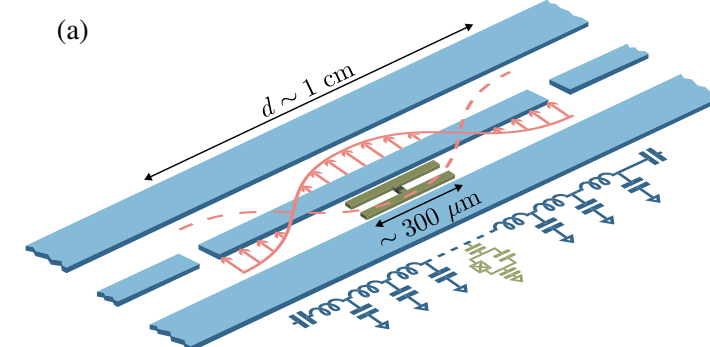 (a)
d ∼ 1 cm
∼ 300 μm